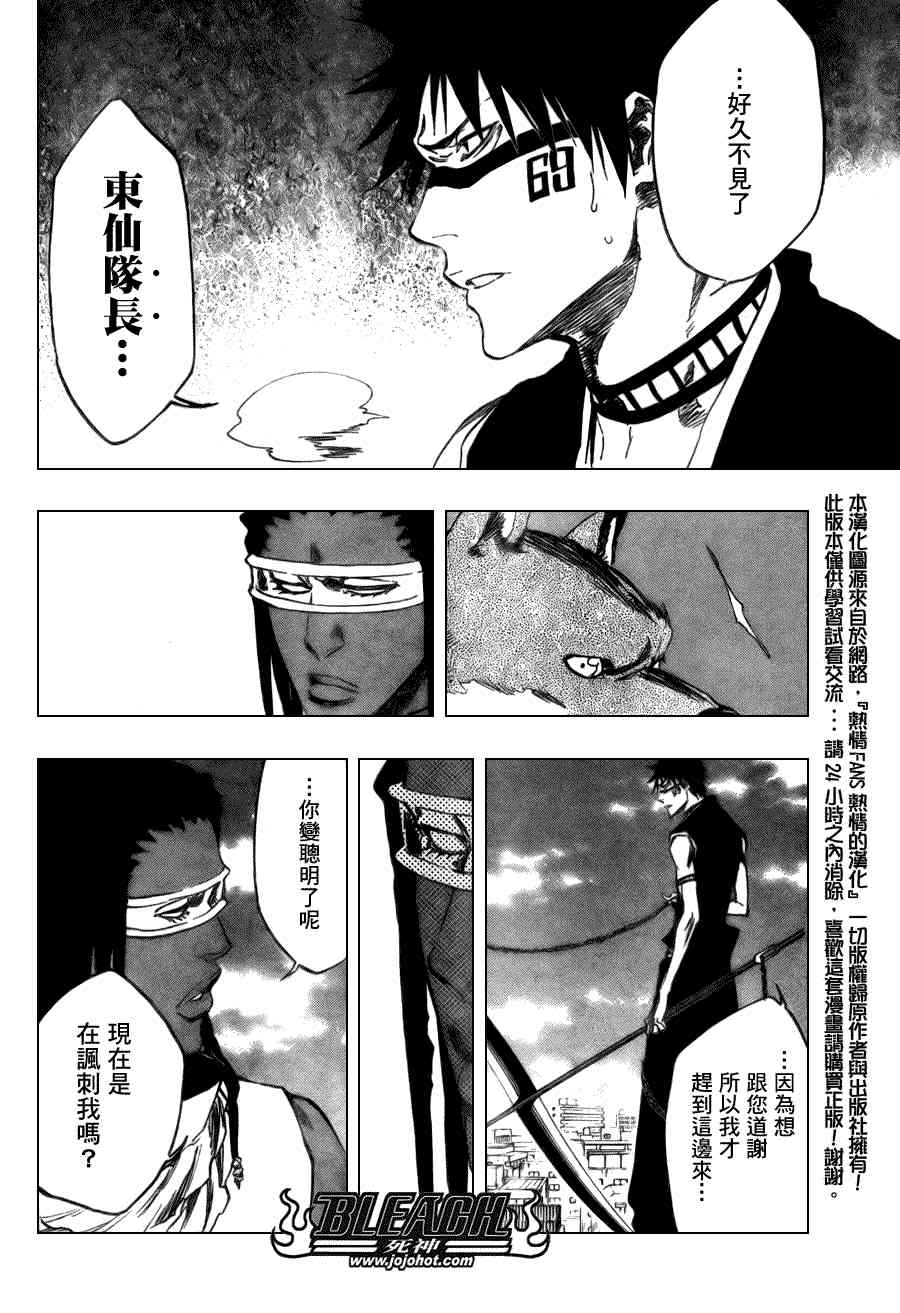 …好久不見了
東仙隊長…
69
…因為想
跟您道謝
所以我才
趕到這邊來…
…你變聰明了呢
現在是
在諷刺我嗎？
本漢化圖源來自於網路，『熱情FANS熱情的漢化』一切版權歸原作者與出版社擁有！
此版本僅供學習試看交流…請24小時之內消除，喜歡這套漫畫請購買正版！謝謝。
BLEACH
死神
www.jojohot.com